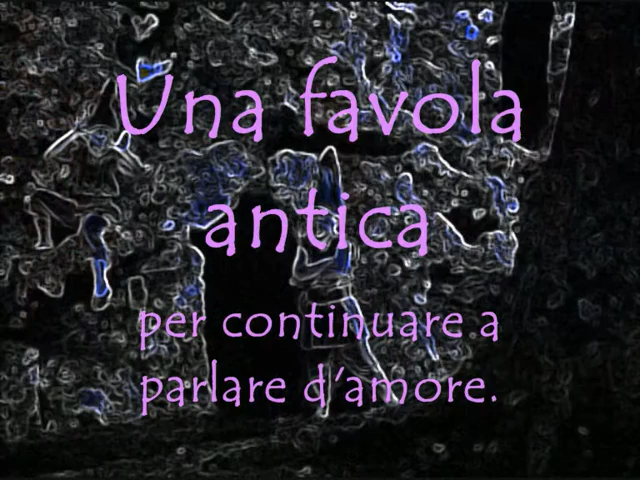 Una favola
antica
per continuare a
parlare d'amore.